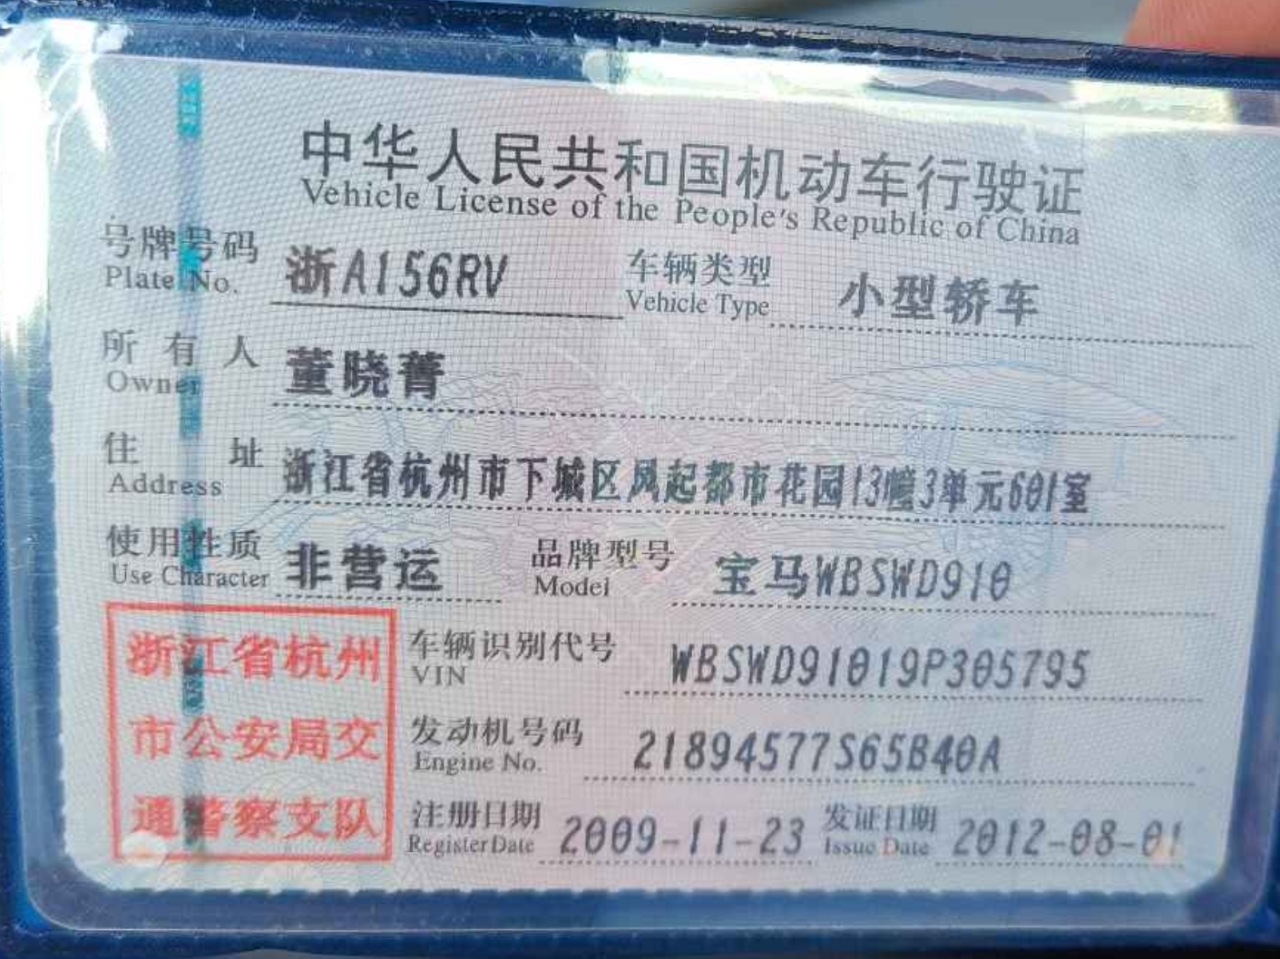 中华人民共和国机动车行驶证
Vehicle License of the People's Republic of China
号牌号码 浙A156RV 车辆类型 小型轿车
Plate No. Vehicle Type
所有人 董晓菁
Owner
住址 浙江省杭州市下城区凤起都市花园13幢3单元601室
Address
使用性质 非营运 品牌型号 宝马WBSWD910
Use Character Model
浙江省杭州
市公安局交
通警察支队
车辆识别代号 WBSWD91019P305795
VIN
发动机号码 21894577S65B40A
Engine No.
注册日期 2009-11-23 发证日期 2012-08-01
Register Date Issue Date